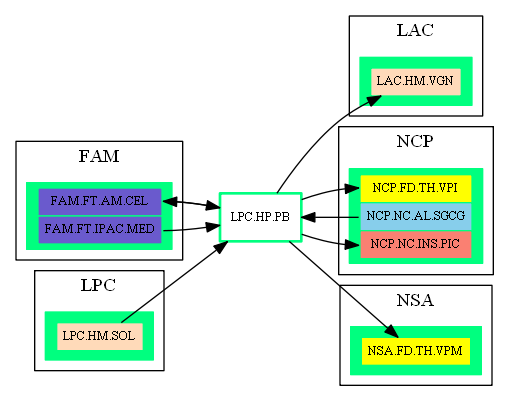 LAC
LAC.HM.VGN
NCP
NCP.FD.TH.VPI
NCP.NC.AL.SGCG
NCP.NC.INS.PIC
FAM
FAM.FT.AM.CEL
FAM.FT.IPAC.MED
LPC.HP.PB
LPC
LPC.HM.SOL
NSA
NSA.FD.TH.VPM